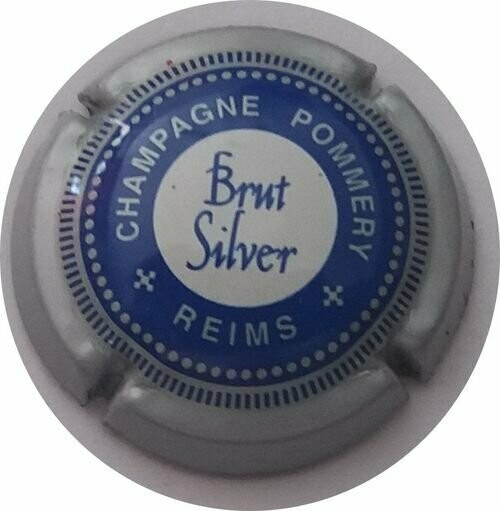 CHAMPAGNE POMMERY
Brut
Silver
REIMS